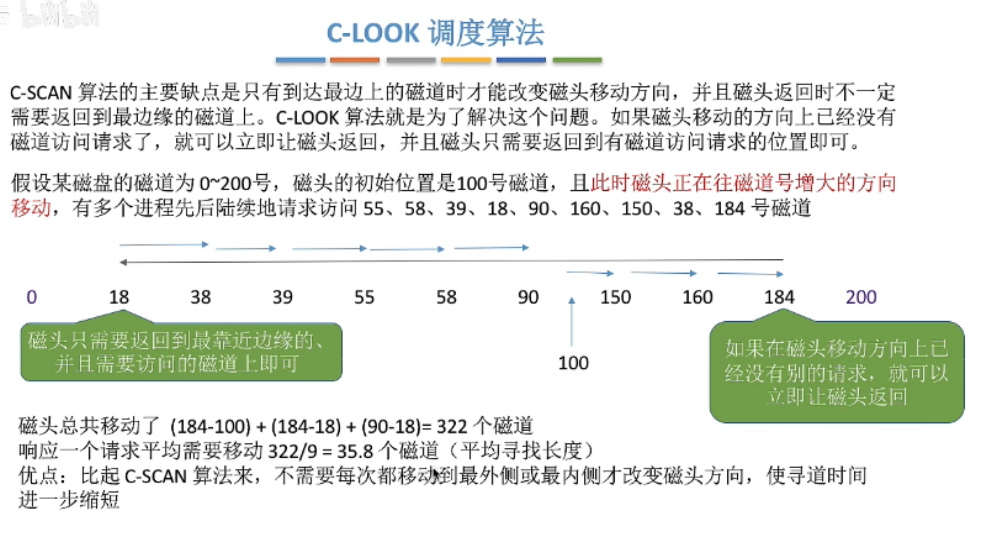 C-LOOK 调度算法
C-SCAN 算法的主要缺点是只有到达最边上的磁道时才能改变磁头移动方向，并且磁头返回时不一定
需要返回到最边缘的磁道上。C-LOOK 算法就是为了解决这个问题。如果磁头移动的方向上已经没有
磁道访问请求了，就可以立即让磁头返回，并且磁头只需要返回到有磁道访问请求的位置即可。
假设某磁盘的磁道为 0~200号，磁头的初始位置是100号磁道，且此时磁头正在往磁道号增大的方向
移动，有多个进程先后陆续地请求访问 55、58、39、18、90、160、150、38、184 号磁道
0 18 38 39 55 58 90 150 160 184 200
100
磁头只需要返回到最靠近边缘的、
并且需要访问的磁道上即可
如果在磁头移动方向上已
经没有别的请求，就可以
立即让磁头返回
磁头总共移动了 (184-100) + (184-18) + (90-18)= 322 个磁道
响应一个请求平均需要移动 322/9 = 35.8 个磁道（平均寻找长度）
优点：比起 C-SCAN 算法来，不需要每次都移动到最外侧或最内侧才改变磁头方向，使寻道时间
进一步缩短